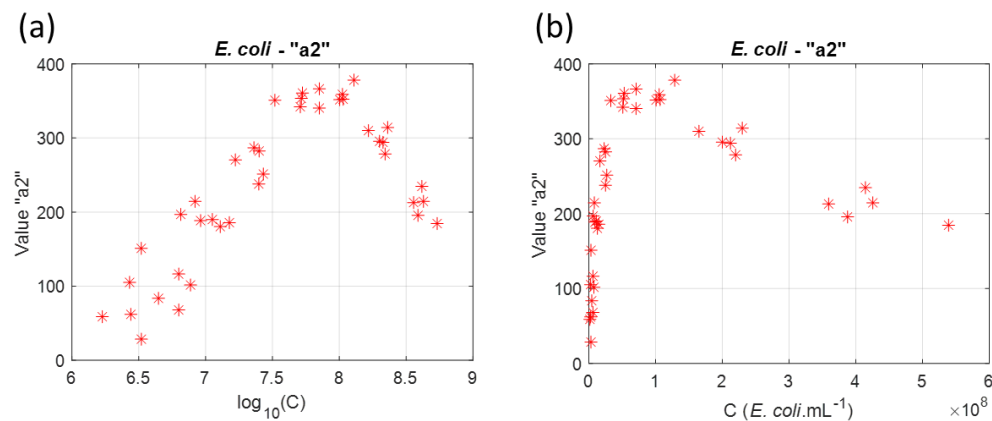 (a)
E. coli - "a2"
400
300
200
100
0
Value "a2"
6 6.5 7 7.5 8 8.5 9
log10(C)
(b)
E. coli - "a2"
400
300
200
100
0
Value "a2"
0 1 2 3 4 5 6
C (E. coli.mL-1)
×10^8